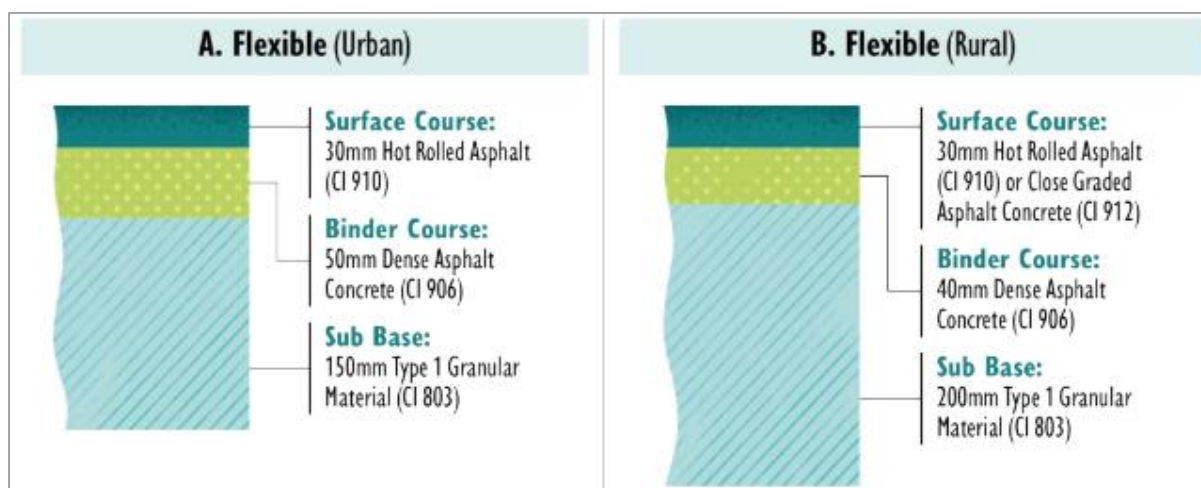 A. Flexible (Urban)
Surface Course:
30mm Hot Rolled Asphalt
(Cl 910)
Binder Course:
50mm Dense Asphalt
Concrete (Cl 906)
Sub Base:
150mm Type 1 Granular
Material (Cl 803)
B. Flexible (Rural)
Surface Course:
30mm Hot Rolled Asphalt
(Cl 910) or Close Graded
Asphalt Concrete (Cl 912)
Binder Course:
40mm Dense Asphalt
Concrete (Cl 906)
Sub Base:
200mm Type 1 Granular
Material (Cl 803)